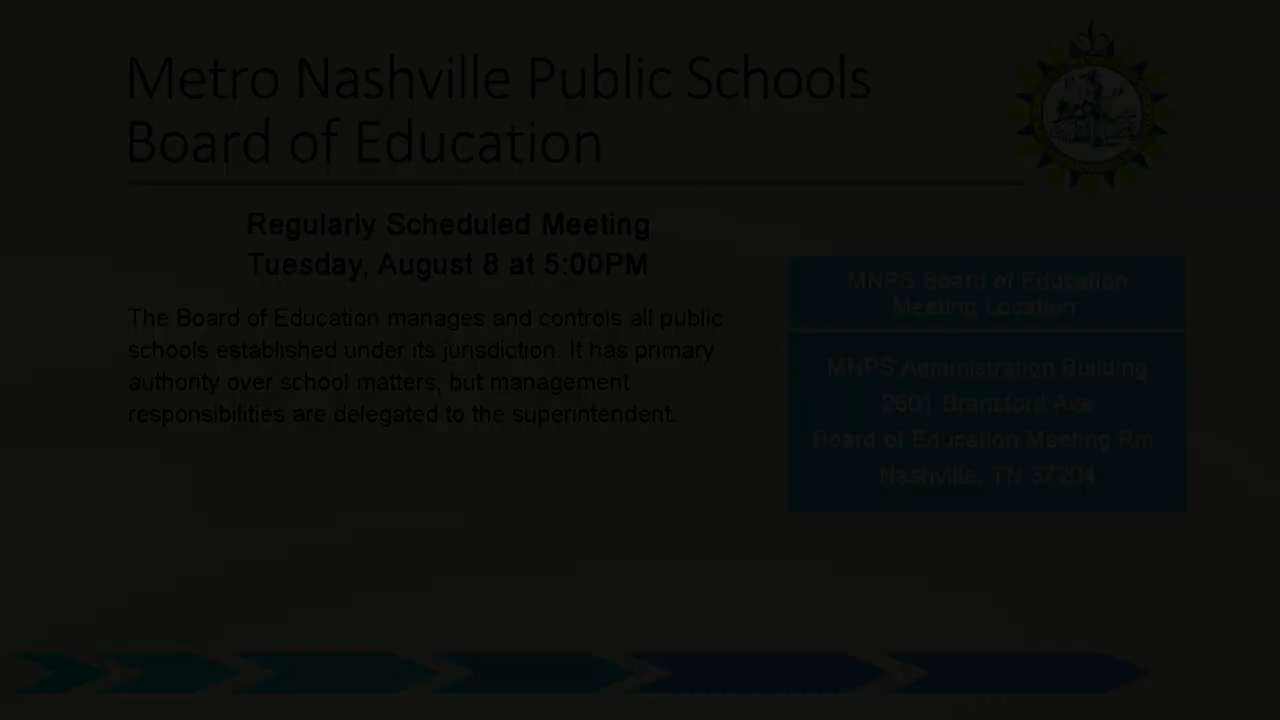 Metro Nashville Public Schools
Board of Education
Regularly Scheduled Meeting
Tuesday, August 8 at 5:00PM
The Board of Education manages and controls all public
schools established under its jurisdiction. It has primary
authority over school matters, but management
responsibilities are delegated to the superintendent.
MNPS Board of Education
Meeting Location
MNPS Administration Building
2601 Bransford Ave
Board of Education Meeting Rm
Nashville, TN 37204